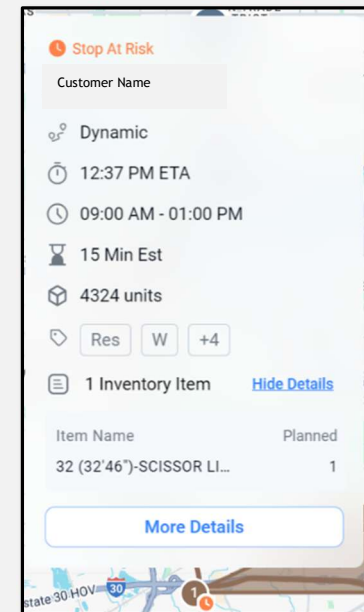 Stop At Risk
Customer Name
Dynamic
12:37 PM ETA
09:00 AM - 01:00 PM
15 Min Est
4324 units
Res W +4
1 Inventory Item Hide Details
Item Name Planned
32 (32'46")-SCISSOR LI... 1
More Details
state 30 HOV 30
1